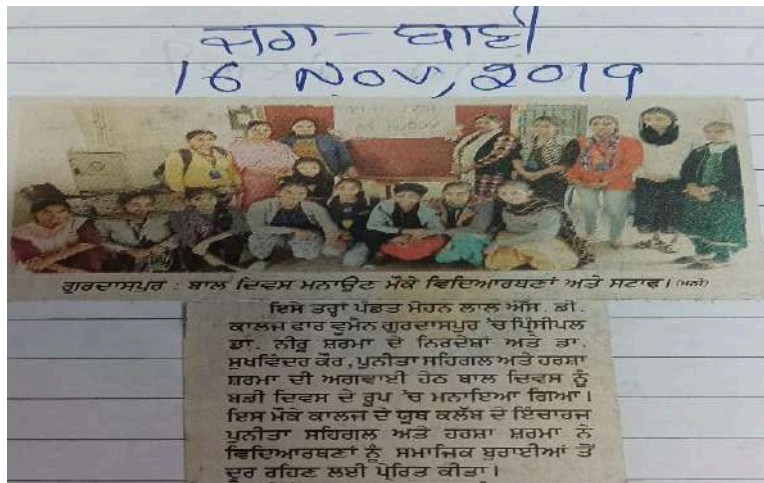 ਜਗ - ਬਾਣੀ
16 Nov, 2019
ਗੁਰਦਾਸਪੁਰ : ਬਾਲ ਦਿਵਸ ਮਨਾਉਣ ਮੌਕੇ ਵਿਦਿਆਰਥਣਾਂ ਅਤੇ ਸਟਾਫ। (ਮਨੀ)
ਇਸੇ ਤਰ੍ਹਾਂ ਪੰਡਤ ਮੋਹਨ ਲਾਲ ਐੱਸ. ਡੀ.
ਕਾਲਜ ਫਾਰ ਵੂਮੈਨ ਗੁਰਦਾਸਪੁਰ 'ਚ ਪ੍ਰਿੰਸੀਪਲ
ਡਾ. ਨੀਰੂ ਸ਼ਰਮਾ ਦੇ ਨਿਰਦੇਸ਼ਾਂ ਅਤੇ ਡਾ.
ਸੁਖਵਿੰਦਰ ਕੌਰ, ਪੁਨੀਤਾ ਸਹਿਗਲ ਅਤੇ ਹਰਸ਼ਾ
ਸ਼ਰਮਾ ਦੀ ਅਗਵਾਈ ਹੇਠ ਬਾਲ ਦਿਵਸ ਨੂੰ
ਬਡੀ ਦਿਵਸ ਦੇ ਰੂਪ 'ਚ ਮਨਾਇਆ ਗਿਆ।
ਇਸ ਮੌਕੇ ਕਾਲਜ ਦੇ ਯੂਥ ਕਲੱਬ ਦੇ ਇੰਚਾਰਜ
ਪੁਨੀਤਾ ਸਹਿਗਲ ਅਤੇ ਹਰਸ਼ਾ ਸ਼ਰਮਾ ਨੇ
ਵਿਦਿਆਰਥਣਾਂ ਨੂੰ ਸਮਾਜਿਕ ਬੁਰਾਈਆਂ ਤੋਂ
ਦੂਰ ਰਹਿਣ ਲਈ ਪ੍ਰੇਰਿਤ ਕੀਤਾ।